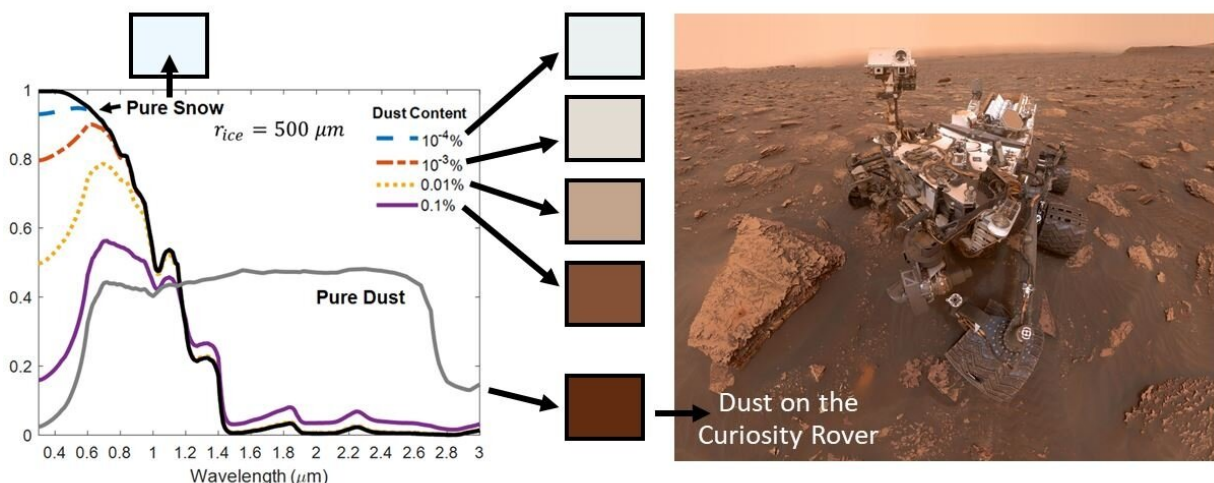 1
0.8
0.6
0.4
0.2
0
0.4 0.6 0.8 1 1.2 1.4 1.6 1.8 2 2.2 2.4 2.6 2.8 3
Wavelength (μm)
Pure Snow
r_ice = 500 μm
Dust Content
10⁻⁴%
10⁻³%
0.01%
0.1%
Pure Dust
Dust on the
Curiosity Rover